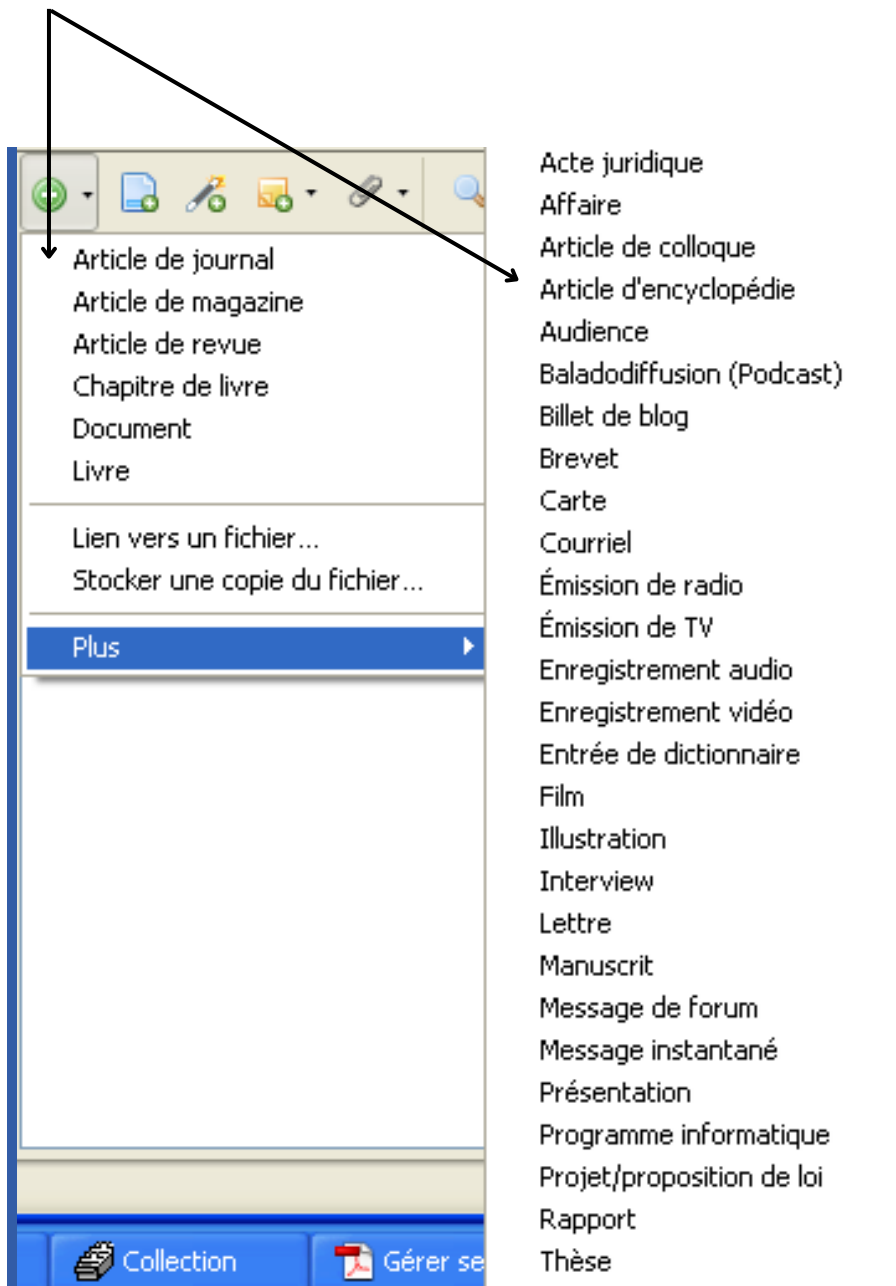 Article de journal
Article de magazine
Article de revue
Chapitre de livre
Document
Livre
Lien vers un fichier...
Stocker une copie du fichier...
Plus
Acte juridique
Affaire
Article de colloque
Article d'encyclopédie
Audience
Baladodiffusion (Podcast)
Billet de blog
Brevet
Carte
Courriel
Émission de radio
Émission de TV
Enregistrement audio
Enregistrement vidéo
Entrée de dictionnaire
Film
Illustration
Interview
Lettre
Manuscrit
Message de forum
Message instantané
Présentation
Programme informatique
Projet/proposition de loi
Rapport
Thèse
Collection
Gérer se